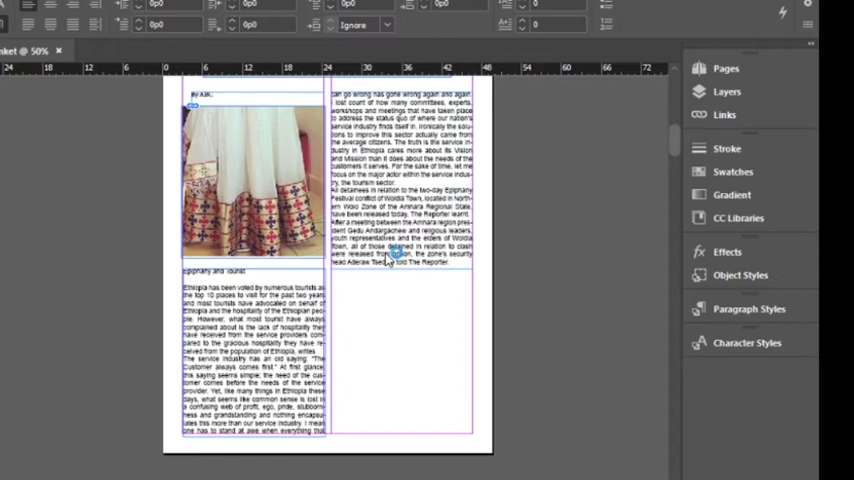 0p0
0p0
0p0
0p0
0
0p0
0p0
Ignore
0
nket @ 50%
24
18
12
6
0
6
12
18
24
30
36
42
48
54
60
66
72
By ABC
Epiphany and Tourist
Ethiopia has been voted by numerous tourists as
the top 10 places to visit for the past two years
and most tourists have advocated on behalf of
Ethiopia and the hospitality of the Ethiopian peo-
ple. However, what most tourist have always
complained about is the lack of hospitality they
have received from the service providers com-
pared to the gracious hospitality they have re-
ceived from the population of Ethiopia, writes
The service industry has an old saying: "The
Customer always comes first." At first glance,
this saying seems simple; the need of the cus-
tomer comes before the needs of the service
provider. Yet, like many things in Ethiopia these
days, what seems like common sense is lost in
a confusing web of profit, ego, pride, stubborn-
ness and grandstanding and nothing encapsu-
lates this more than our service industry. I mean
one has to stand at awe when everything that
can go wrong has gone wrong again and again.
I lost count of how many committees, experts,
workshops and meetings that have taken place
to address the status quo of where our nation's
service industry finds itself in. Ironically the solu-
tions to improve this sector actually came from
the average citizens. The truth is the service in-
dustry in Ethiopia cares more about its Vision
and Mission than it does about the needs of the
customers it serves. For the sake of time, let me
focus on the major actor within the service indus-
try, the tourism sector.
All detainees in relation to the two-day Epiphany
Festival conflict of Woldia Town, located in North-
ern Wolo Zone of the Amhara Regional State,
have been released today, The Reporter learnt.
After a meeting between the Amhara region pres-
ident Gedu Andargachew and religious leaders,
youth representatives and the elders of Woldia
Town, all of those detained in relation to clash
were released from , the zone's security
head Aderaw told The Reporter.
Pages
Layers
Links
Stroke
Swatches
Gradient
CC Libraries
Effects
Object Styles
Paragraph Styles
Character Styles